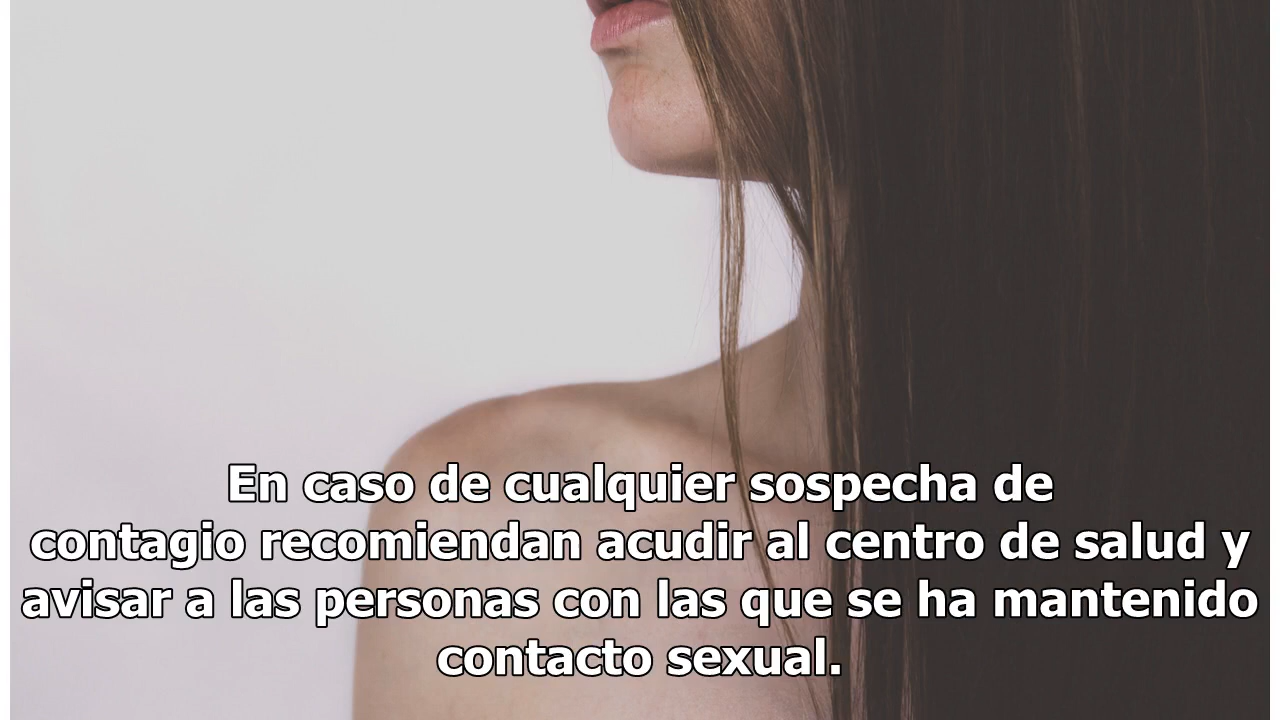 En caso de cualquier sospecha de
contagio recomiendan acudir al centro de salud y
avisar a las personas con las que se ha mantenido
contacto sexual.